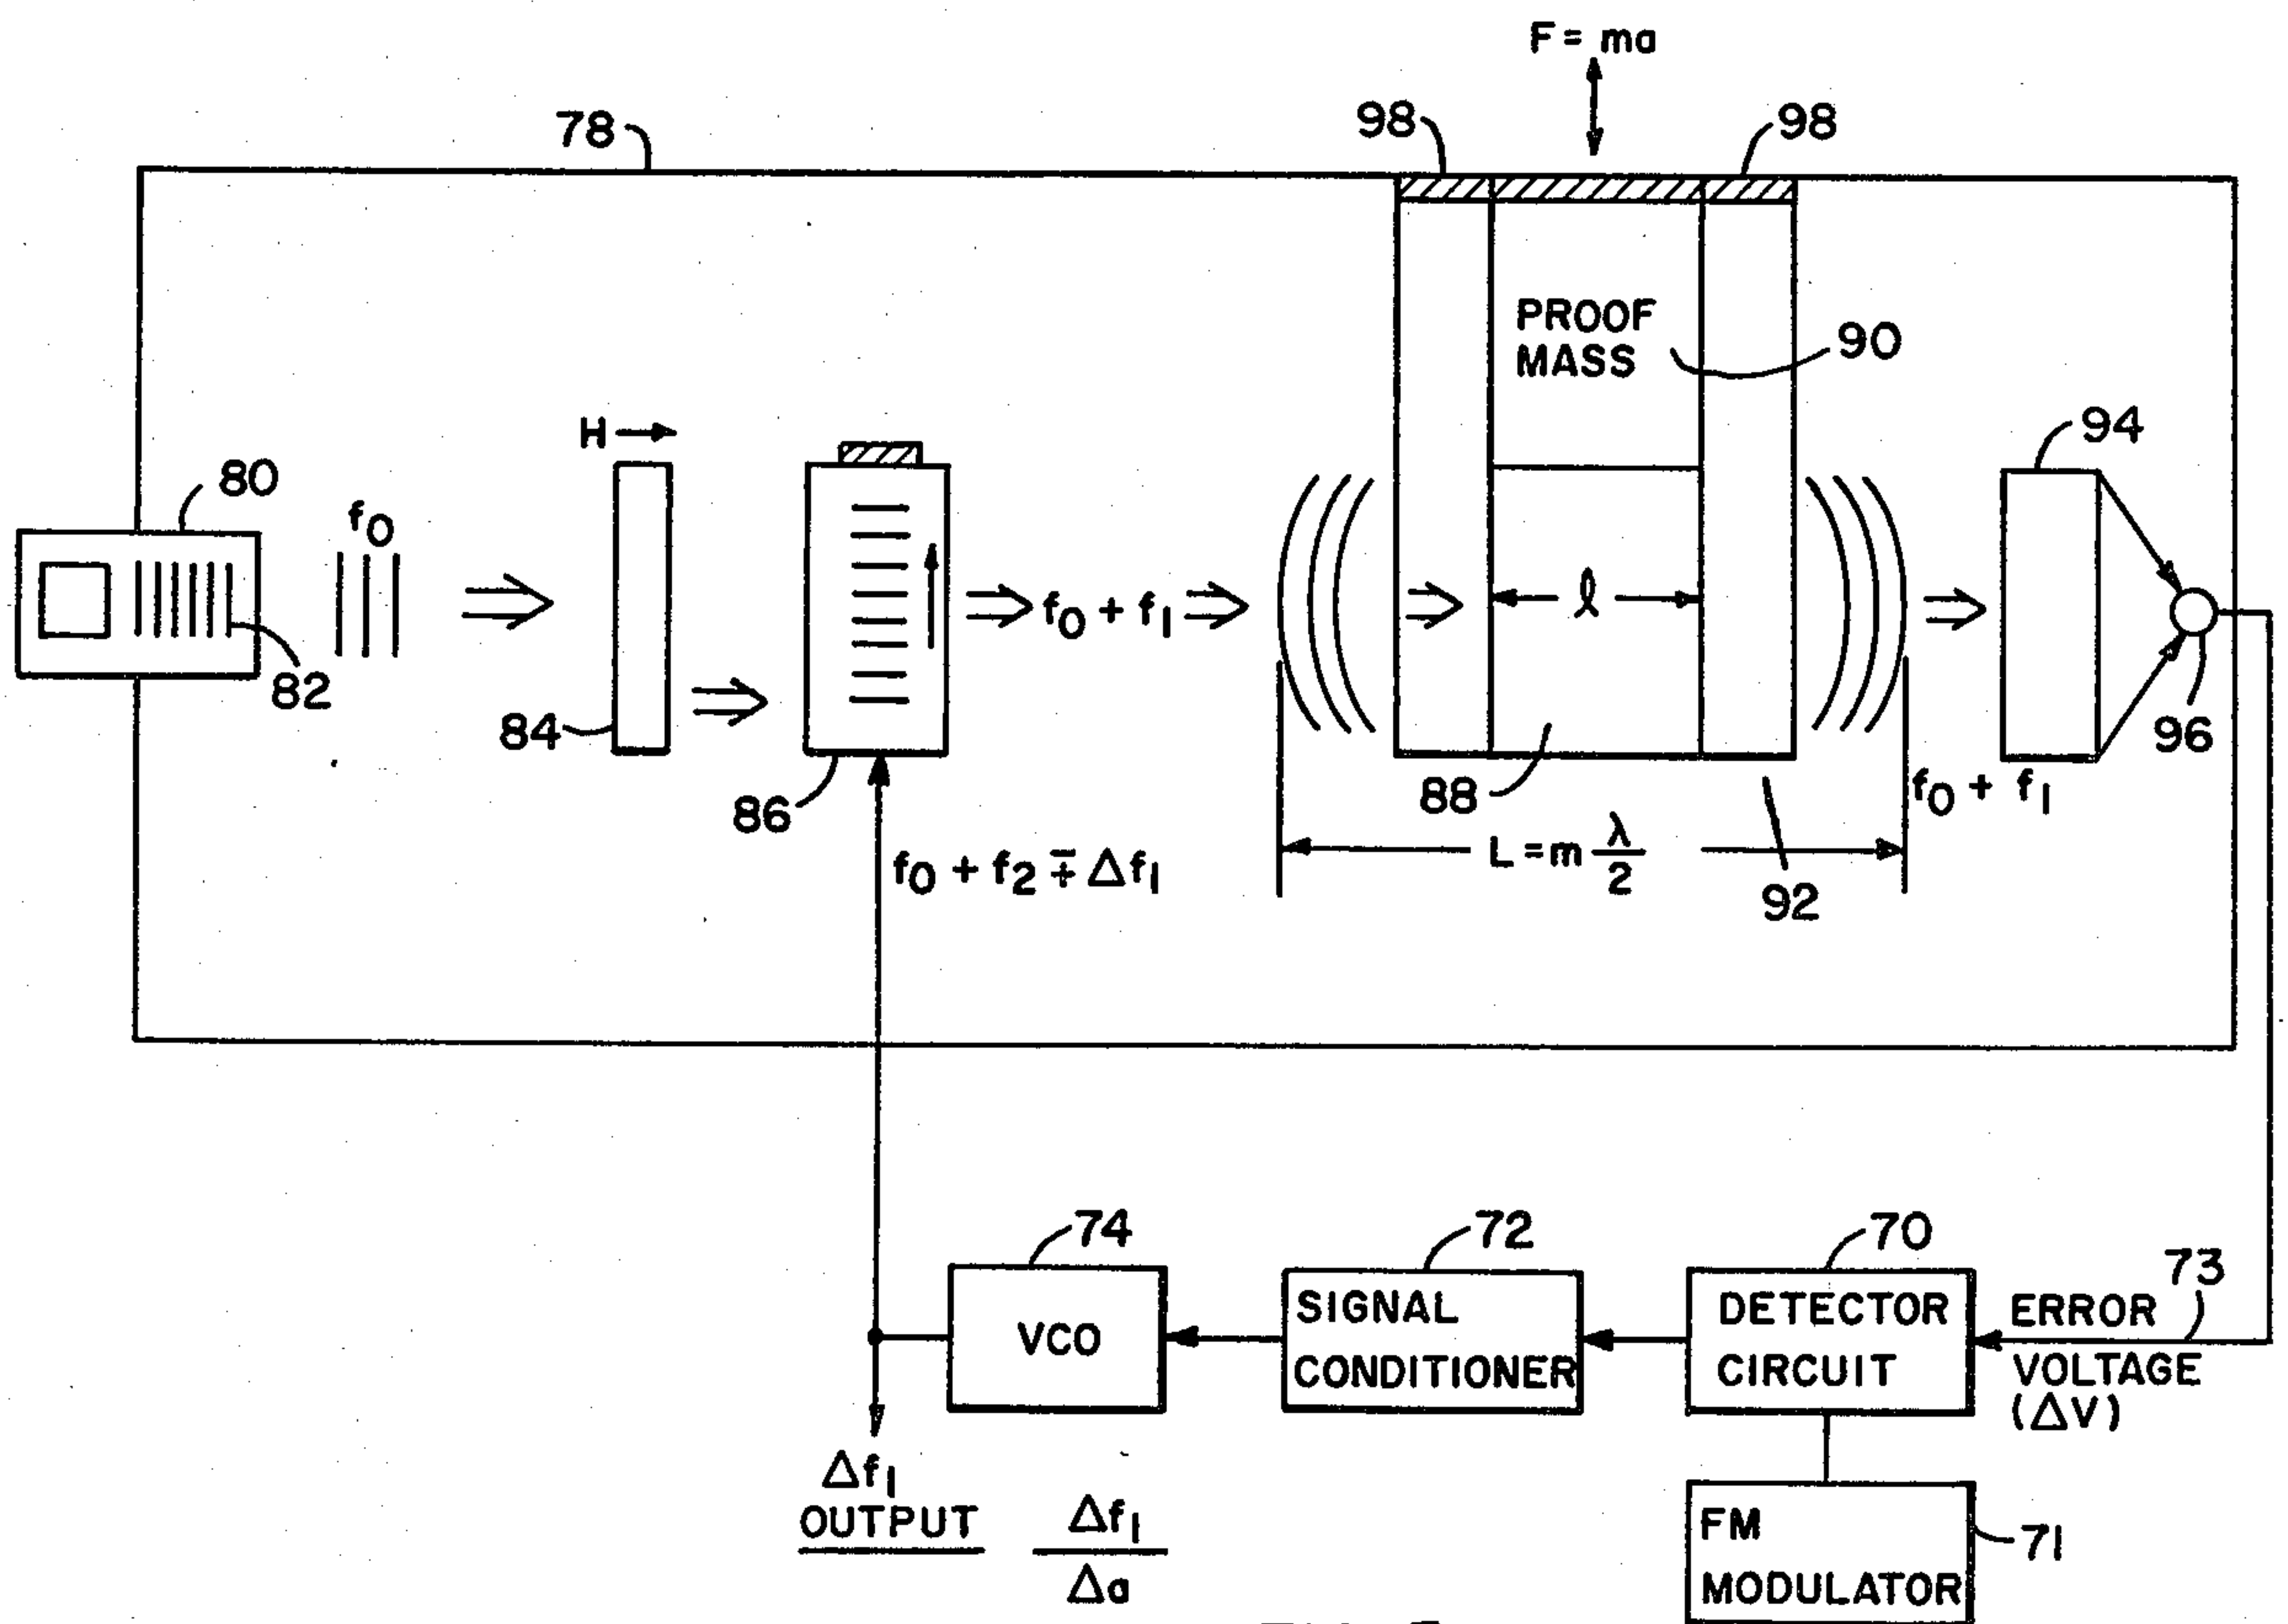 F = ma
78
98
98
PROOF
MASS
90
94
H
80
f0
f0 + f1
ℓ
82
84
86
88
96
f0 + f1
L = m λ/2
92
f0 + f2 ∓ Δf1
74
72
70
73
VCO
SIGNAL
CONDITIONER
DETECTOR
CIRCUIT
ERROR
VOLTAGE
(ΔV)
Δf1
OUTPUT
Δf1
Δa
FM
MODULATOR
71